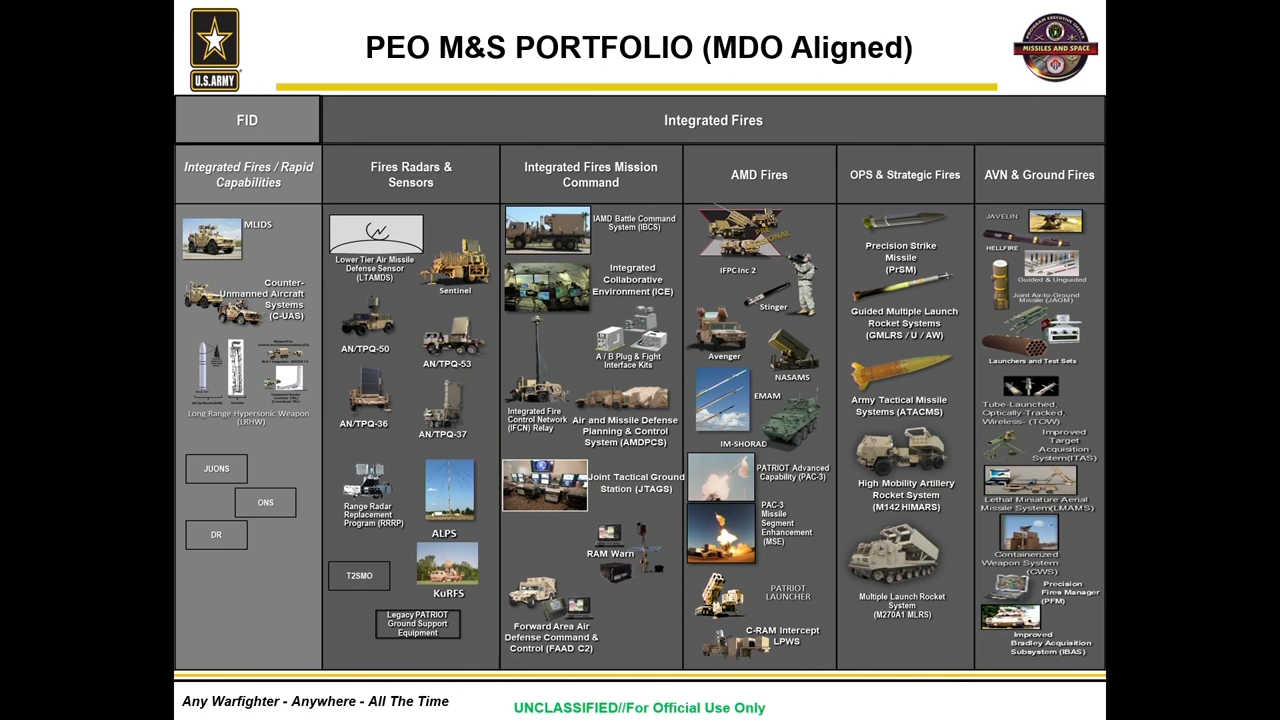 PEO M&S PORTFOLIO (MDO Aligned)
U.S.ARMY
MISSILES AND SPACE
FID
Integrated Fires
Integrated Fires / Rapid
Capabilities
MLIDS
Counter-
Unmanned Aircraft
Systems
(C-UAS)
Long Range Hypersonic Weapon
(LRHW)
JUONS
ONS
DR
Fires Radars &
Sensors
Lower Tier Air Missile
Defense Sensor
(LTAMDS)
Sentinel
AN/TPQ-50
AN/TPQ-53
AN/TPQ-36
AN/TPQ-37
Range Radar
Replacement
Program (RRRP)
ALPS
T2SMO
KuRFS
Legacy PATRIOT
Ground Support
Equipment
Integrated Fires Mission
Command
IAMD Battle Command
System (IBCS)
Integrated
Collaborative
Environment (ICE)
A / B Plug & Fight
Interface Kits
Integrated Fire
Control Network
(IFCN) Relay
Air and Missile Defense
Planning & Control
System (AMDPCS)
Joint Tactical Ground
Station (JTAGS)
RAM Warn
Forward Area Air
Defense Command &
Control (FAAD C2)
AMD Fires
IFPC Inc 2
Stinger
Avenger
NASAMS
EMAM
IM-SHORAD
PATRIOT Advanced
Capability (PAC-3)
PAC-3
Missile
Segment
Enhancement
(MSE)
PATRIOT
LAUNCHER
C-RAM Intercept
LPWS
OPS & Strategic Fires
Precision Strike
Missile
(PrSM)
Guided Multiple Launch
Rocket Systems
(GMLRS / U / AW)
Army Tactical Missile
Systems (ATACMS)
High Mobility Artillery
Rocket System
(M142 HIMARS)
Multiple Launch Rocket
System
(M270A1 MLRS)
AVN & Ground Fires
JAVELIN
HELLFIRE
Guided & Unguided
Joint Air-to-Ground
Missile (JAGM)
Launchers and Test Sets
Tube-Launched,
Optically-Tracked,
Wireless- (TOW)
Improved
Target
Acquisition
System(ITAS)
Lethal Miniature Aerial
Missile System(LMAMS)
Containerized
Weapon System
(CWS)
Precision
Fires Manager
(PFM)
Improved
Bradley Acquisition
Subsystem (IBAS)
Any Warfighter - Anywhere - All The Time
UNCLASSIFIED//For Official Use Only